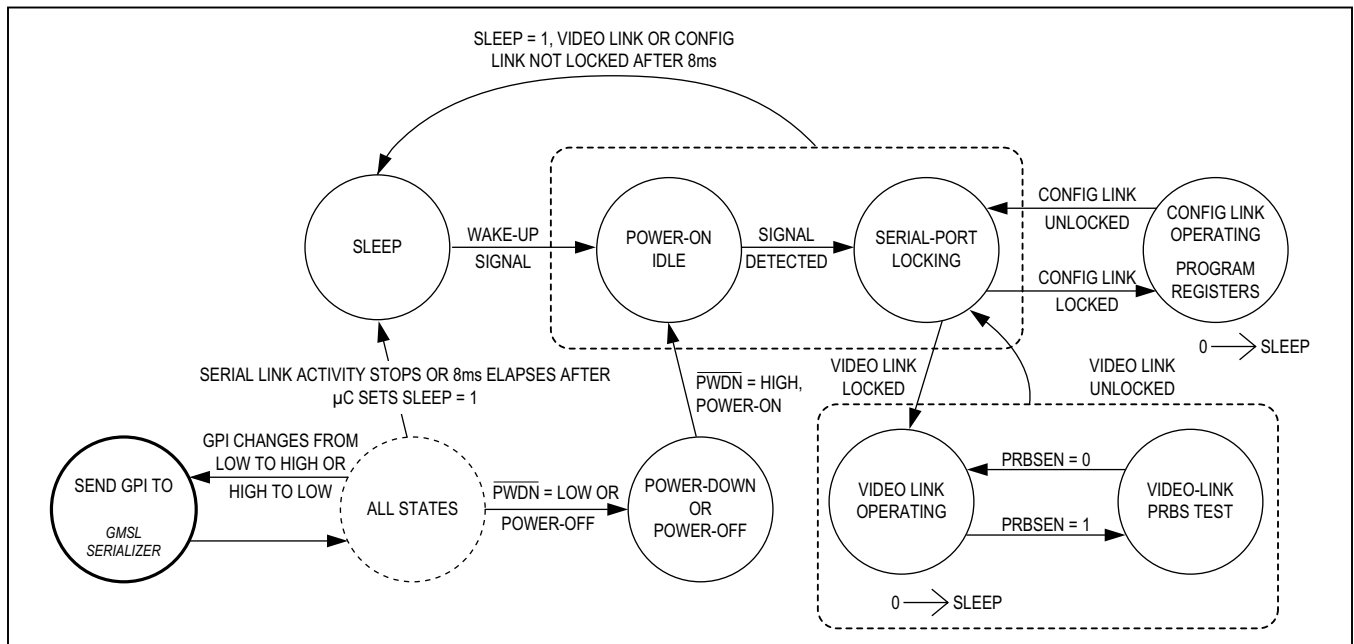 SLEEP = 1, VIDEO LINK OR CONFIG
LINK NOT LOCKED AFTER 8ms
SLEEP
WAKE-UP
SIGNAL
POWER-ON
IDLE
SIGNAL
DETECTED
SERIAL-PORT
LOCKING
CONFIG LINK
UNLOCKED
CONFIG LINK
LOCKED
CONFIG LINK
OPERATING
PROGRAM
REGISTERS
0 → SLEEP
SERIAL LINK ACTIVITY STOPS OR 8ms ELAPSES AFTER
µC SETS SLEEP = 1
P̅W̅D̅N̅ = HIGH,
POWER-ON
VIDEO LINK
LOCKED
VIDEO LINK
UNLOCKED
GPI CHANGES FROM
LOW TO HIGH OR
HIGH TO LOW
SEND GPI TO
GMSL
SERIALIZER
ALL STATES
P̅W̅D̅N̅ = LOW OR
POWER-OFF
POWER-DOWN
OR
POWER-OFF
VIDEO LINK
OPERATING
PRBSEN = 0
PRBSEN = 1
VIDEO-LINK
PRBS TEST
0 → SLEEP